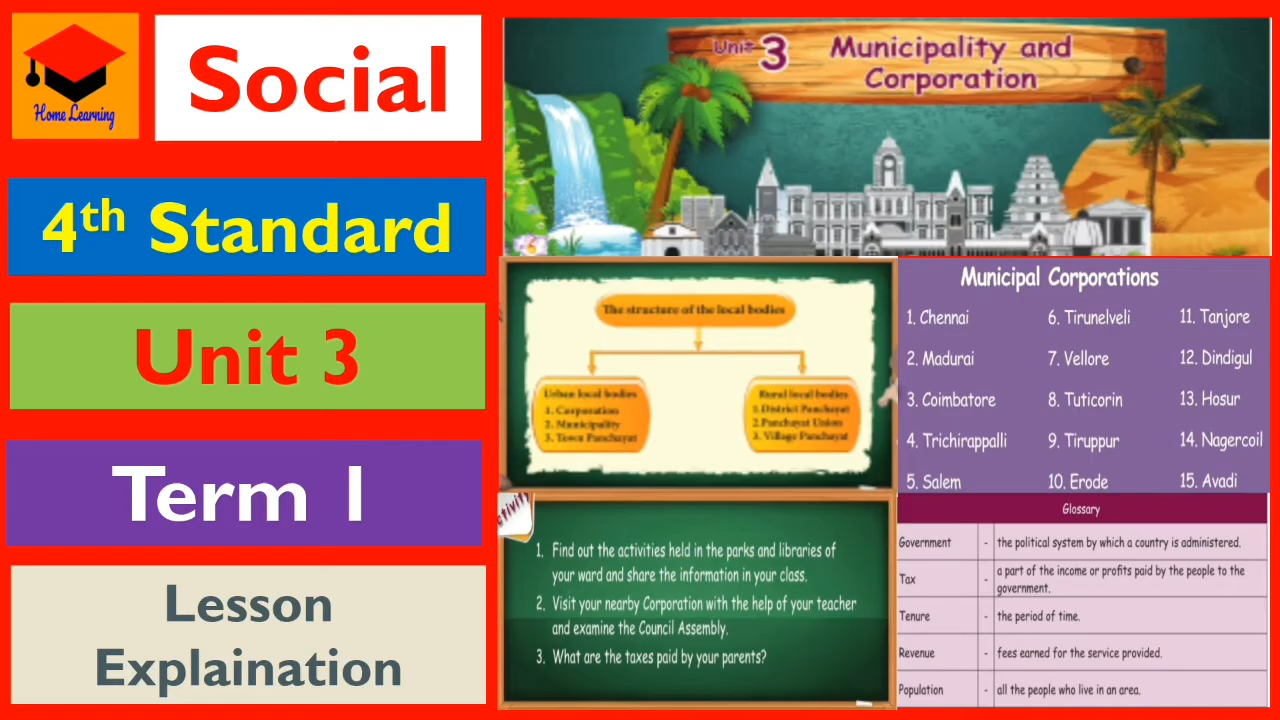 Home Learning
Social
4th Standard
Unit 3
Term 1
Lesson
Explaination
Unit 3 Municipality and
Corporation
The structure of the local bodies
Urban local bodies
1. Corporation
2. Municipality
3. Town Panchayat
Rural local bodies
1. District Panchayat
2. Panchayat Union
3. Village Panchayat
Municipal Corporations
1. Chennai
2. Madurai
3. Coimbatore
4. Trichirappalli
5. Salem
6. Tirunelveli
7. Vellore
8. Tuticorin
9. Tiruppur
10. Erode
11. Tanjore
12. Dindigul
13. Hosur
14. Nagercoil
15. Avadi
1. Find out the activities held in the parks and libraries of
your ward and share the information in your class.
2. Visit your nearby Corporation with the help of your teacher
and examine the Council Assembly.
3. What are the taxes paid by your parents?
Glossary
Government - the political system by which a country is administered.
Tax - a part of the income or profits paid by the people to the
government.
Tenure - the period of time.
Revenue - fees earned for the service provided.
Population - all the people who live in an area.